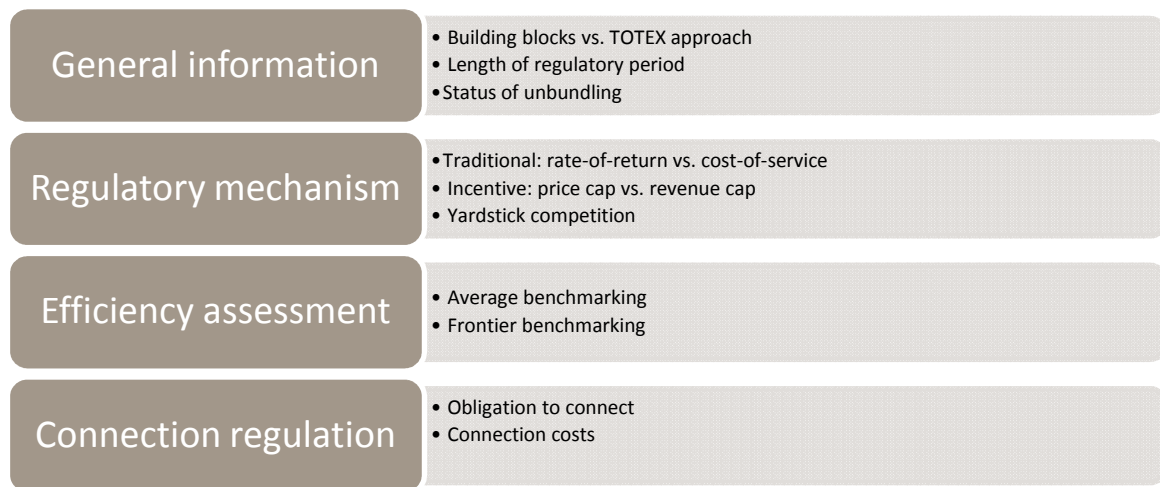 General information
• Building blocks vs. TOTEX approach
• Length of regulatory period
•Status of unbundling
Regulatory mechanism
•Traditional: rate-of-return vs. cost-of-service
• Incentive: price cap vs. revenue cap
• Yardstick competition
Efficiency assessment
• Average benchmarking
• Frontier benchmarking
Connection regulation
• Obligation to connect
• Connection costs